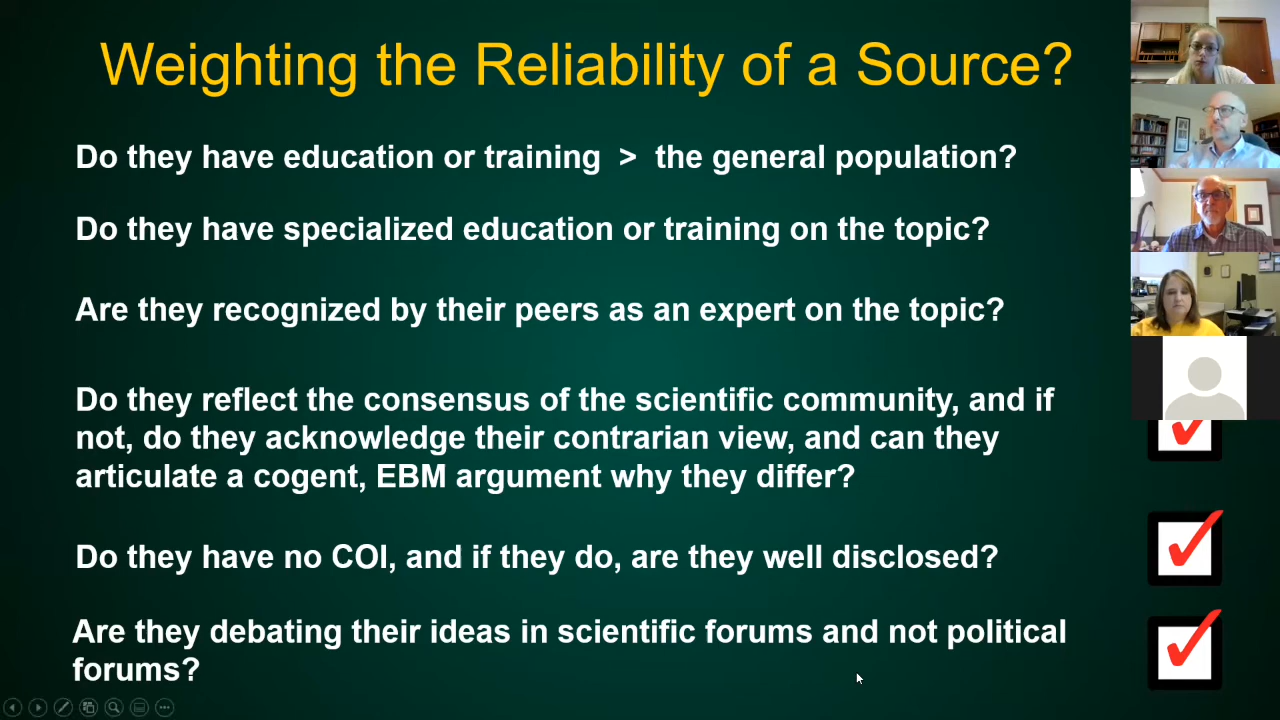 Weighting the Reliability of a Source?
Do they have education or training > the general population?
Do they have specialized education or training on the topic?
Are they recognized by their peers as an expert on the topic?
Do they reflect the consensus of the scientific community, and if
not, do they acknowledge their contrarian view, and can they
articulate a cogent, EBM argument why they differ?
Do they have no COI, and if they do, are they well disclosed?
Are they debating their ideas in scientific forums and not political
forums?